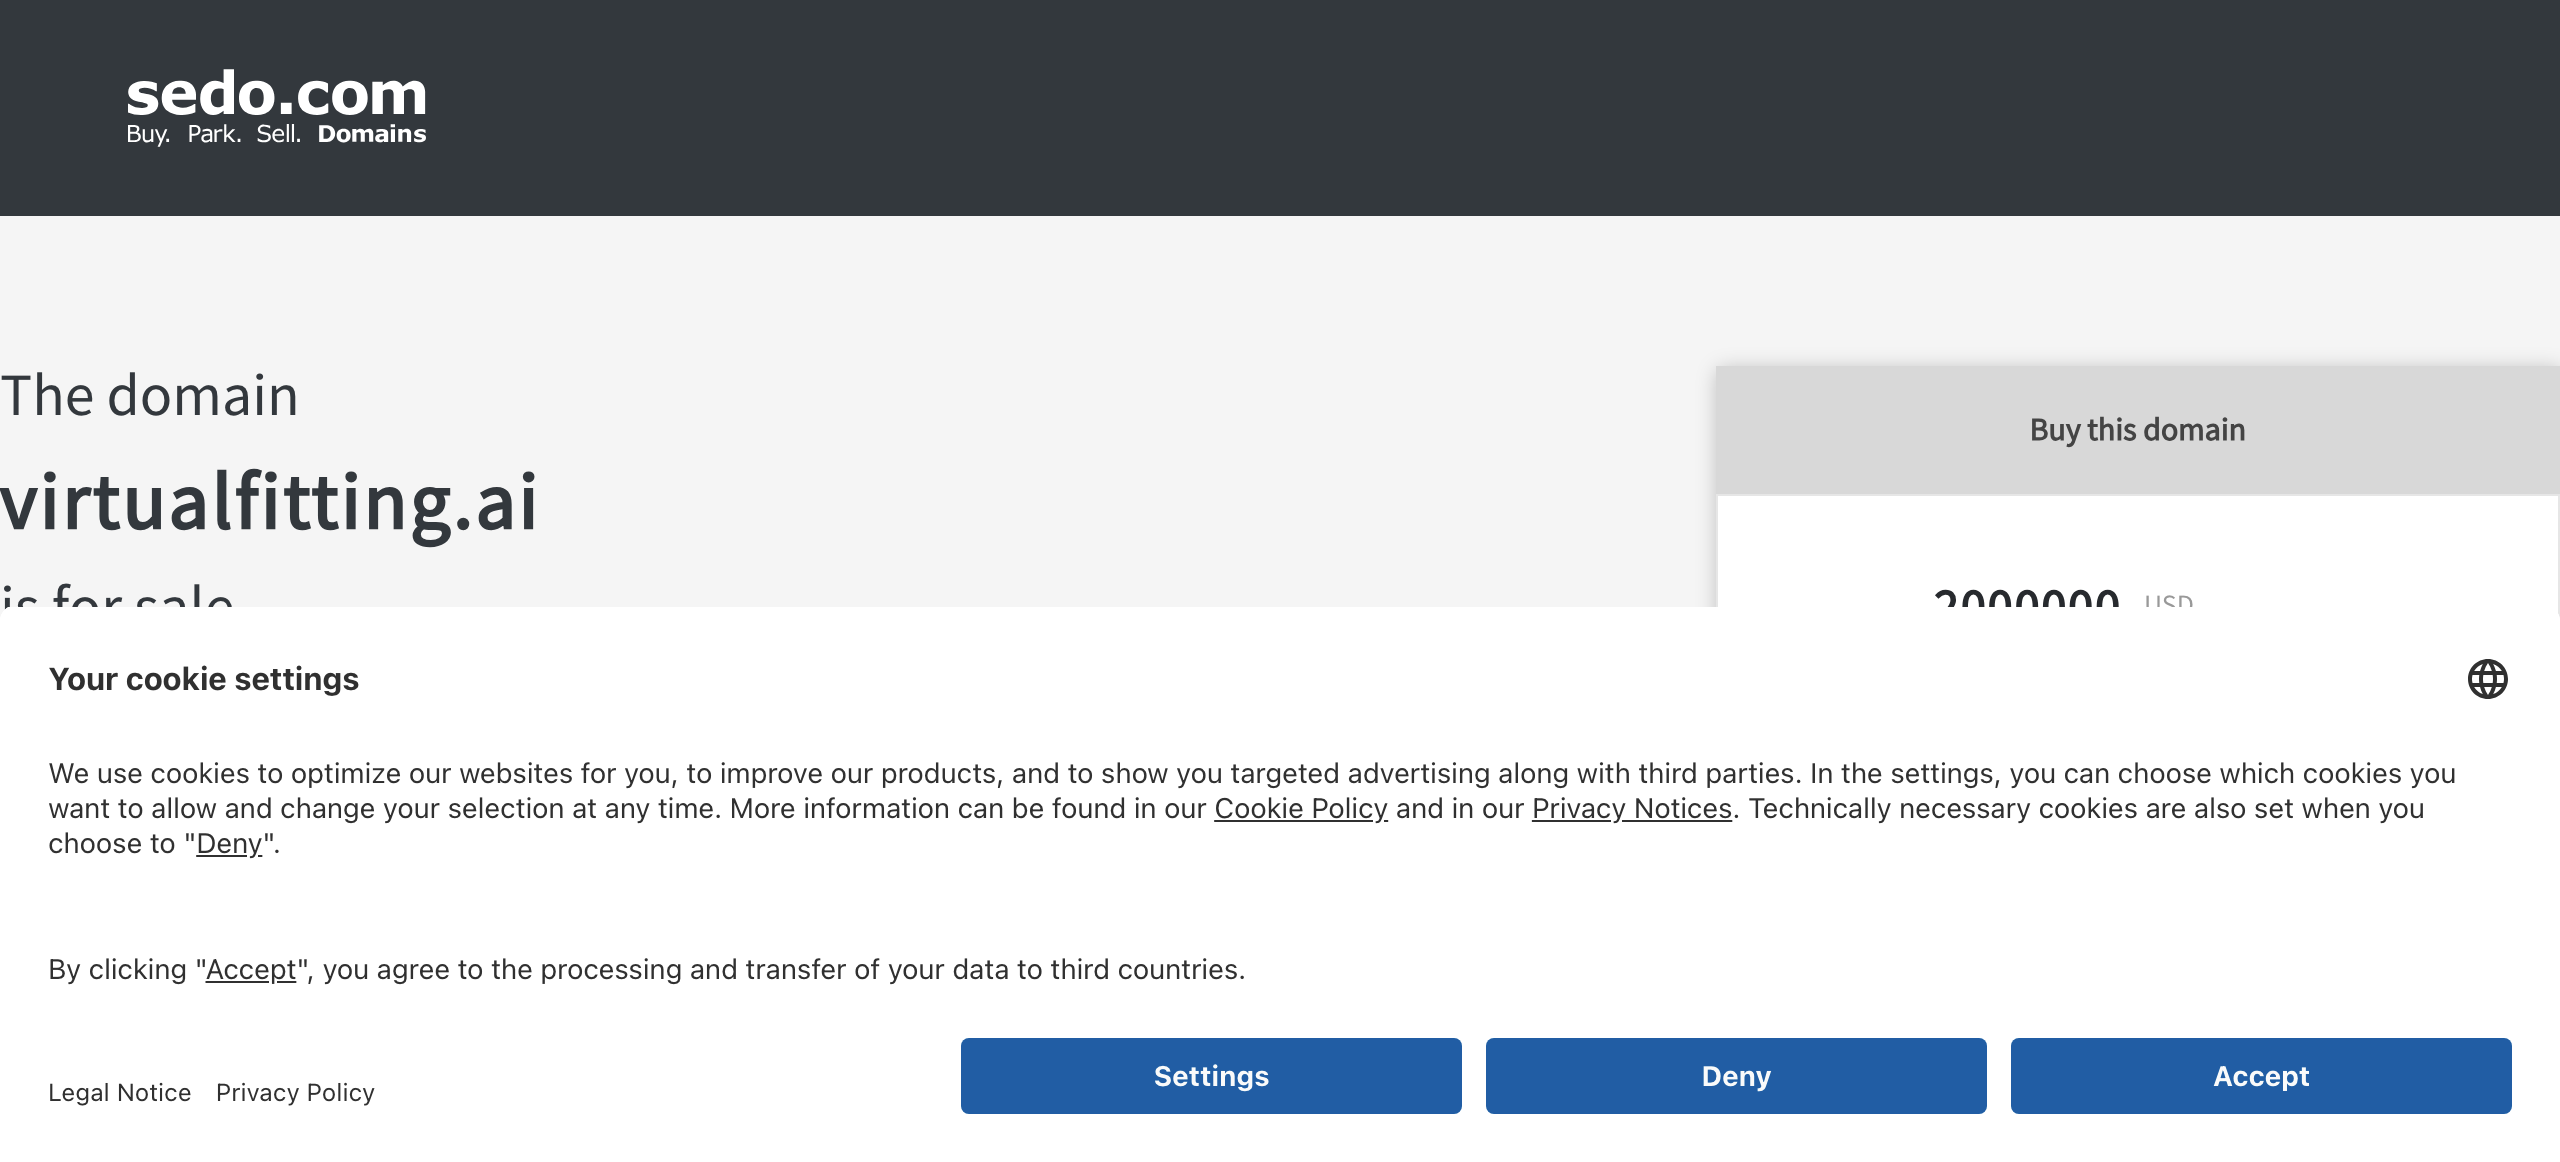 sedo.com
Buy. Park. Sell. Domains
The domain
virtualfitting.ai
is for sale
Buy this domain
2000000 USD
Your cookie settings
We use cookies to optimize our websites for you, to improve our products, and to show you targeted advertising along with third parties. In the settings, you can choose which cookies you
want to allow and change your selection at any time. More information can be found in our Cookie Policy and in our Privacy Notices. Technically necessary cookies are also set when you
choose to "Deny".
By clicking "Accept", you agree to the processing and transfer of your data to third countries.
Legal Notice Privacy Policy
Settings
Deny
Accept